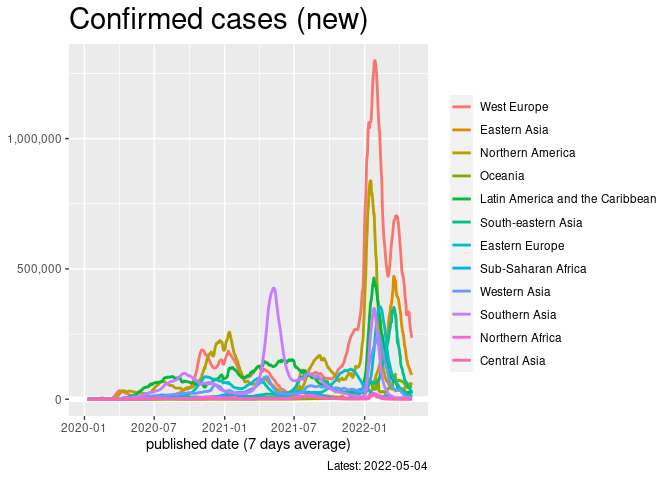 Confirmed cases (new)
1,000,000
500,000
0
2020-01 2020-07 2021-01 2021-07 2022-01
published date (7 days average)
Latest: 2022-05-04
West Europe
Eastern Asia
Northern America
Oceania
Latin America and the Caribbean
South-eastern Asia
Eastern Europe
Sub-Saharan Africa
Western Asia
Southern Asia
Northern Africa
Central Asia